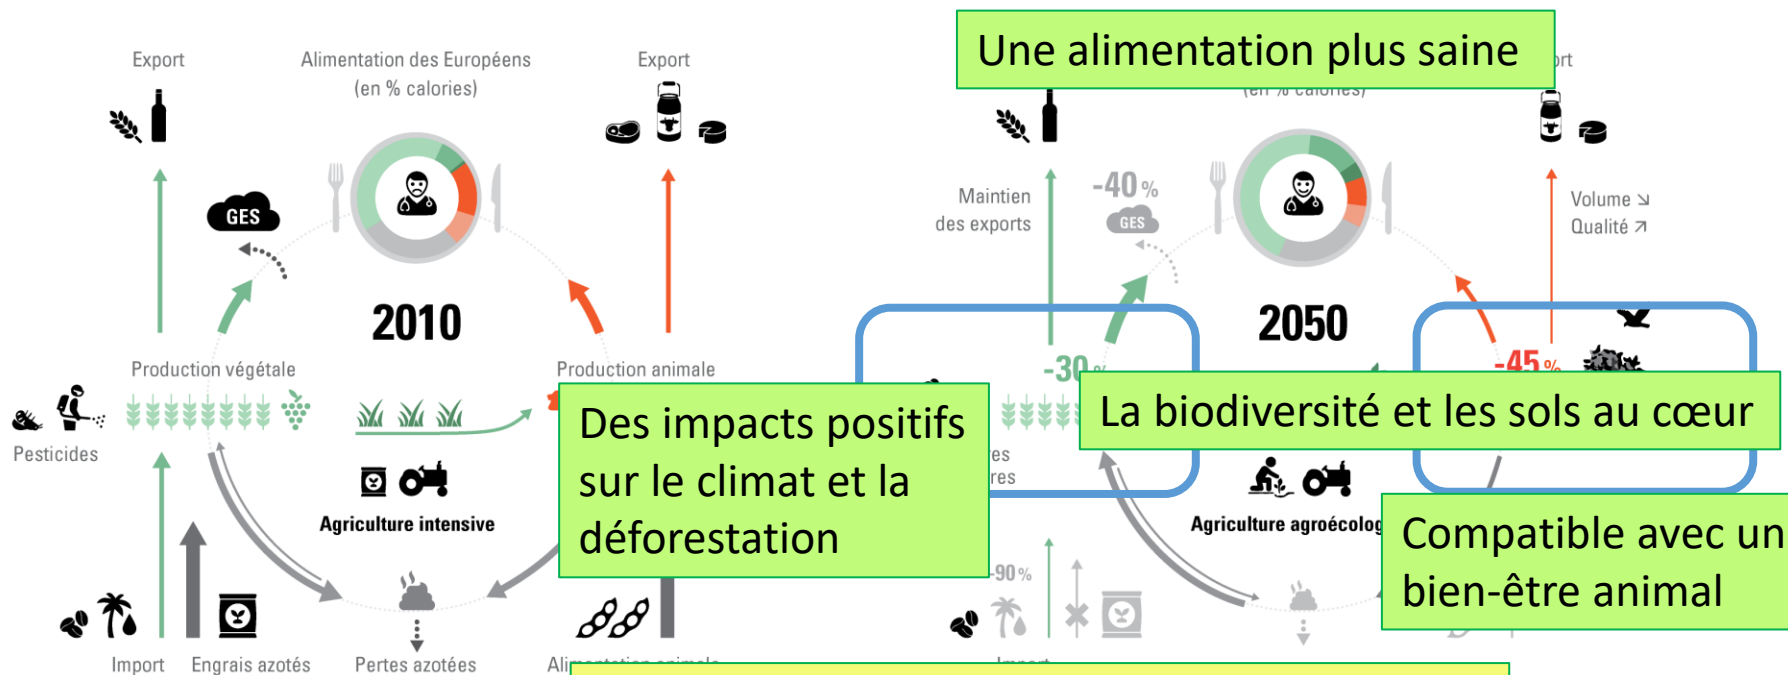 Export
Alimentation des Européens
(en % calories)
Export
GES
2010
Production végétale
Production animale
Pesticides
Agriculture intensive
Import
Engrais azotés
Pertes azotées
Une alimentation plus saine
(en % calories)
Maintien
des exports
-40 %
GES
Volume ↘
Qualité ↗
2050
-30 %
-45 %
La biodiversité et les sols au cœur
Des impacts positifs
sur le climat et la
déforestation
Agriculture
Compatible avec un
bien-être animal
-90 %